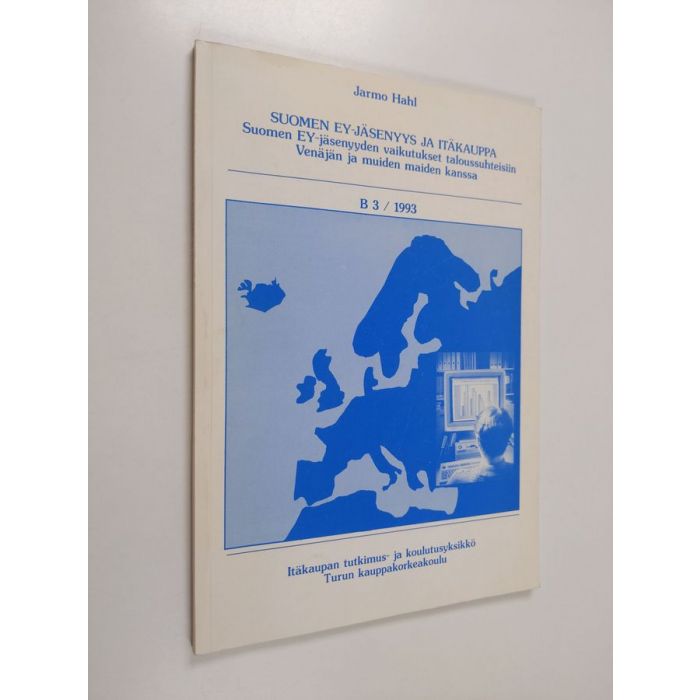 Jarmo Hahl
SUOMEN EY-JÄSENYYS JA ITÄKAUPPA
Suomen EY-jäsenyyden vaikutukset taloussuhteisiin
Venäjän ja muiden maiden kanssa
B 3 / 1993
Itäkaupan tutkimus- ja koulutusyksikkö
Turun kauppakorkeakoulu